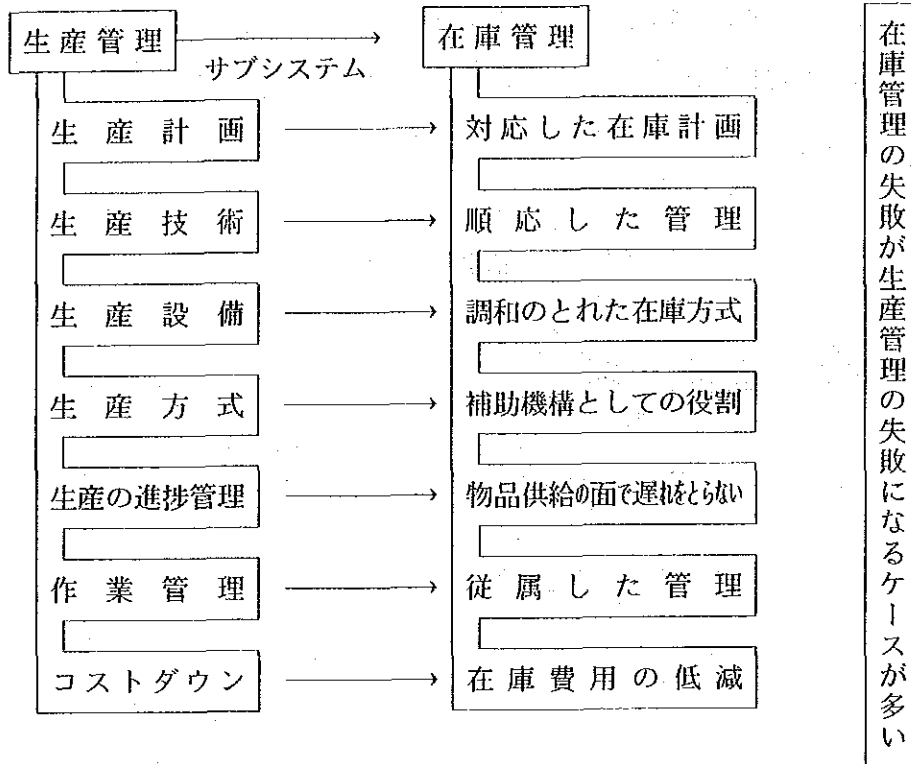 生産管理
サブシステム
在庫管理
生産計画
対応した在庫計画
生産技術
順応した管理
生産設備
調和のとれた在庫方式
生産方式
補助機構としての役割
生産の進捗管理
物品供給の面で遅れをとらない
作業管理
従属した管理
コストダウン
在庫費用の低減
在庫管理の失敗が生産管理の失敗になるケースが多い